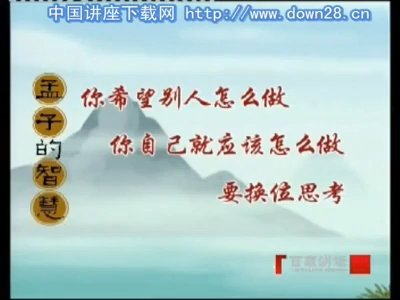 中国讲座下载网 http://www.down28.cn
孟子的智慧
你希望别人怎么做
你自己就应该怎么做
要换位思考
百家讲坛